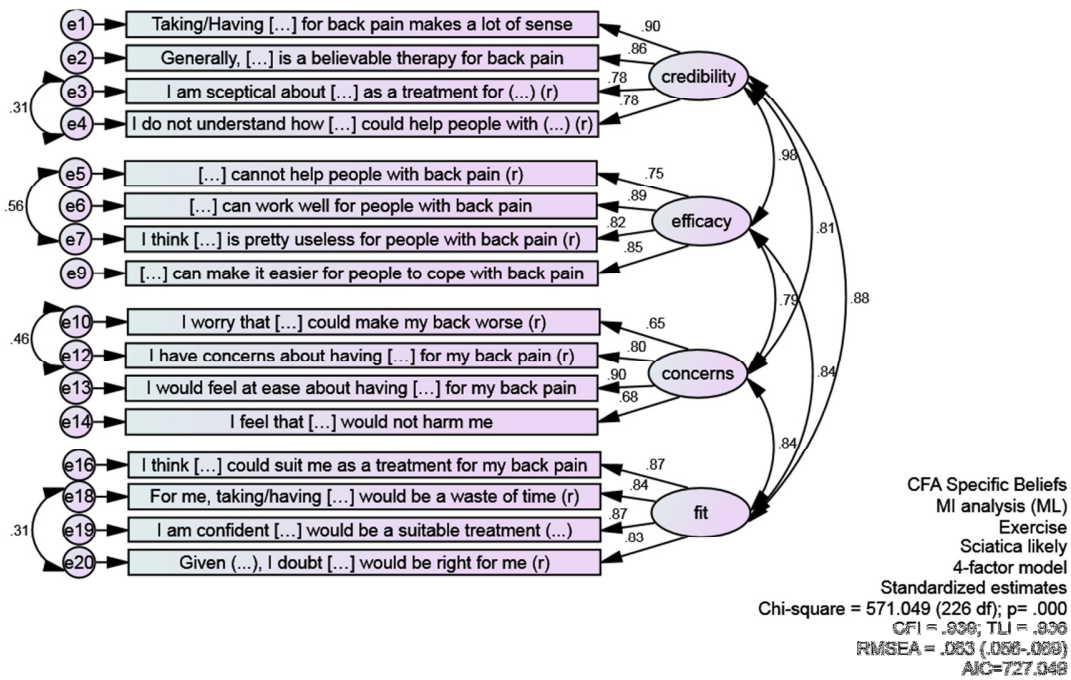 e1 Taking/Having [...] for back pain makes a lot of sense .90
e2 Generally, [...] is a believable therapy for back pain .86
credibility
e3 I am sceptical about [...] as a treatment for (...) (r) .78
.31
e4 I do not understand how [...] could help people with (...) (r) .78
.98
e5 [...] cannot help people with back pain (r) .75
.56
e6 [...] can work well for people with back pain .89
efficacy
.81
e7 I think [...] is pretty useless for people with back pain (r) .82
e9 [...] can make it easier for people to cope with back pain .85
.79
.88
e10 I worry that [...] could make my back worse (r) .65
.46
e12 I have concerns about having [...] for my back pain (r) .80
concerns
.84
e13 I would feel at ease about having [...] for my back pain .90
e14 I feel that [...] would not harm me .68
.84
e16 I think [...] could suit me as a treatment for my back pain .87
e18 For me, taking/having [...] would be a waste of time (r) .84
fit
.31
e19 I am confident [...] would be a suitable treatment (...) .87
e20 Given (...), I doubt [...] would be right for me (r) .83
CFA Specific Beliefs
MI analysis (ML)
Exercise
Sciatica likely
4-factor model
Standardized estimates
Chi-square = 571.049 (226 df); p= .000
CFI = .939; TLI = .936
RMSEA = .063 (.056-.069)
AIC=727.049